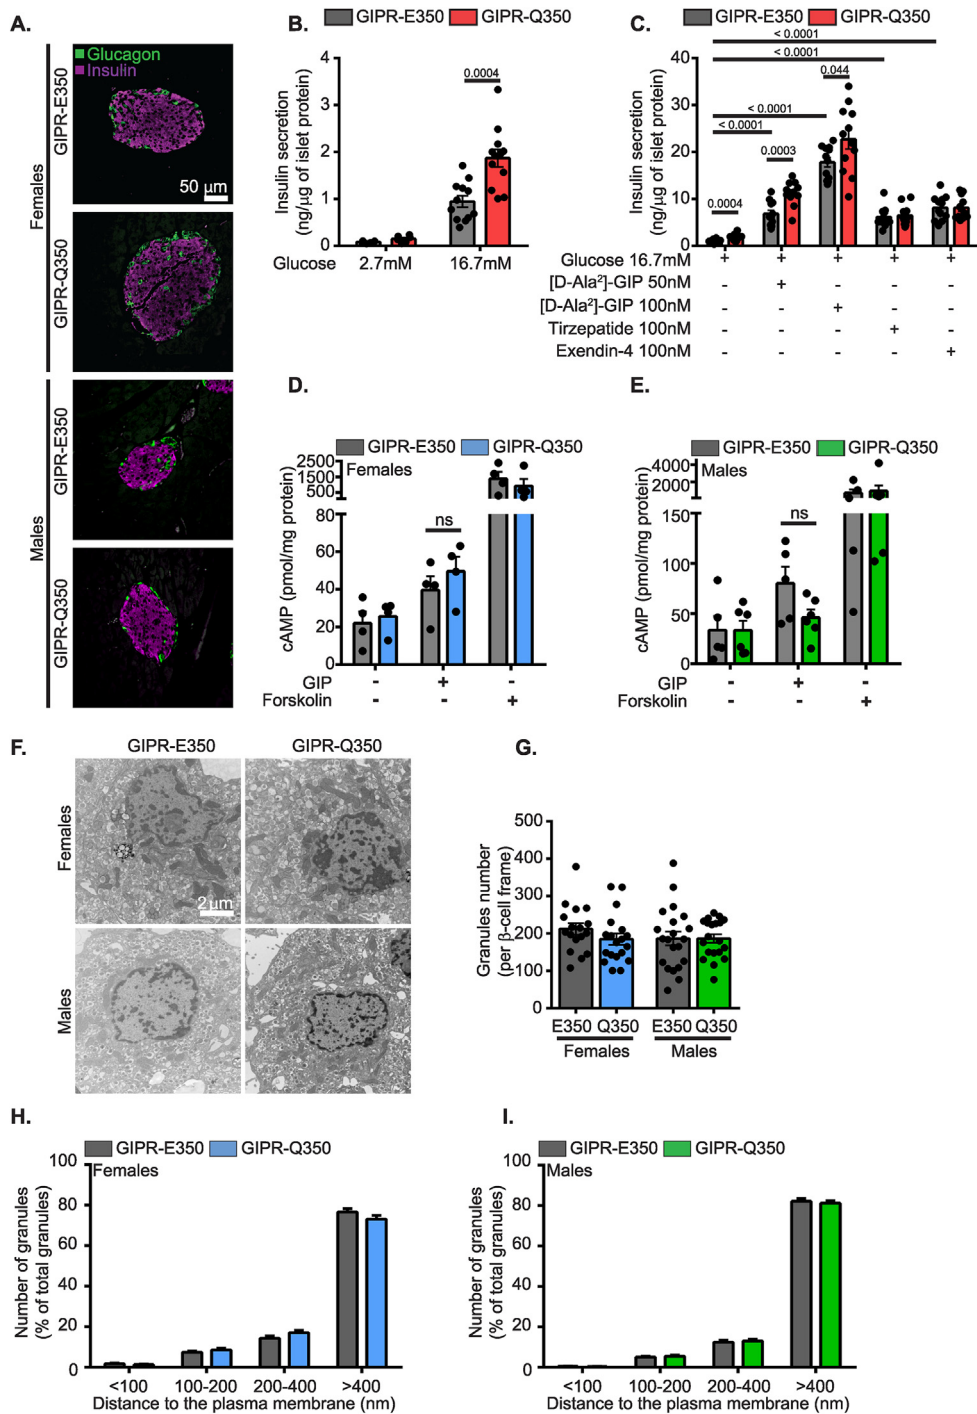 A.
Glucagon
Insulin
Females
GIPR-E350
50 µm
GIPR-Q350
Males
GIPR-E350
GIPR-Q350
B.
GIPR-E350 GIPR-Q350
Insulin secretion
(ng/µg of islet protein)
4
3
2
1
0
0.0004
Glucose 2.7mM 16.7mM
C.
GIPR-E350 GIPR-Q350
Insulin secretion
(ng/µg of islet protein)
40
30
20
10
0
< 0.0001
< 0.0001
0.044
< 0.0001
< 0.0001
0.0003
0.0004
Glucose 16.7mM + + + + +
[D-Ala²]-GIP 50nM - + - - -
[D-Ala²]-GIP 100nM - - + - -
Tirzepatide 100nM - - - + -
Exendin-4 100nM - - - - +
D.
GIPR-E350 GIPR-Q350
Females
cAMP (pmol/mg protein)
2500
1500
500
80
60
40
20
0
ns
GIP - + -
Forskolin - - +
E.
GIPR-E350 GIPR-Q350
Males
cAMP (pmol/mg protein)
4000
2000
150
100
50
0
ns
GIP - + -
Forskolin - - +
F.
GIPR-E350 GIPR-Q350
Females
2 µm
Males
G.
Granules number
(per β-cell frame)
500
400
300
200
100
0
E350 Q350 E350 Q350
Females Males
H.
GIPR-E350 GIPR-Q350
Females
Number of granules
(% of total granules)
100
80
60
40
20
0
<100 100-200 200-400 >400
Distance to the plasma membrane (nm)
I.
GIPR-E350 GIPR-Q350
Males
Number of granules
(% of total granules)
100
80
60
40
20
0
<100 100-200 200-400 >400
Distance to the plasma membrane (nm)